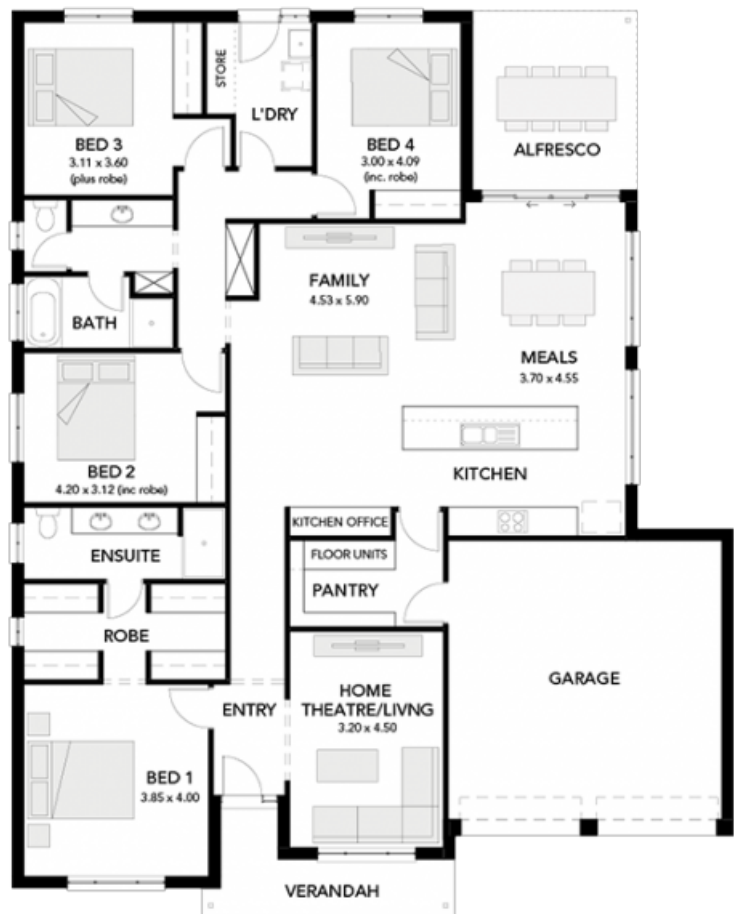 STORE
L'DRY
BED 3
3.11 x 3.60
(plus robe)
BED 4
3.00 x 4.09
(inc. robe)
ALFRESCO
FAMILY
4.53 x 5.90
BATH
MEALS
3.70 x 4.55
BED 2
4.20 x 3.12 (inc robe)
KITCHEN
KITCHEN OFFICE
ENSUITE
FLOOR UNITS
PANTRY
ROBE
GARAGE
ENTRY
HOME
THEATRE/LIVNG
3.20 x 4.50
BED 1
3.85 x 4.00
VERANDAH